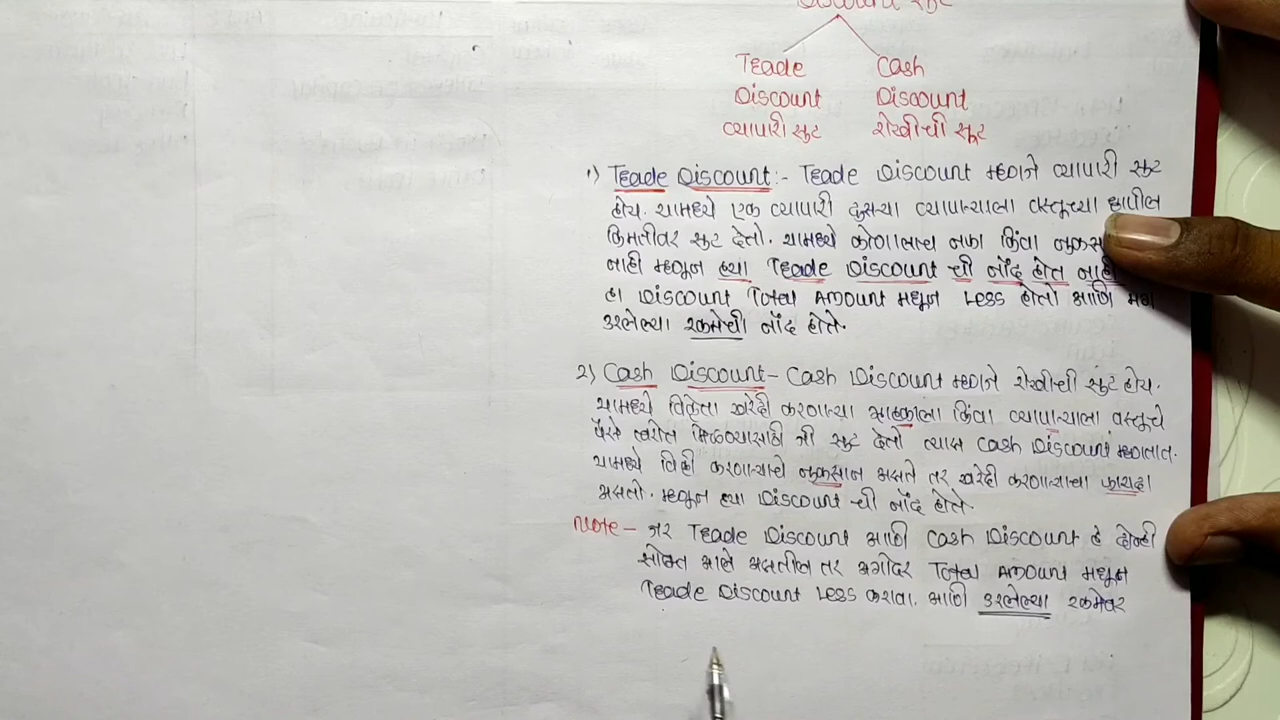 Discount सूट
Trade Cash
Discount Discount
व्यापारी सूट रोखीची सूट
१) Trade Discount:- Trade Discount म्हणजे व्यापारी सूट
होय. यामध्ये एक व्यापारी दुसऱ्या व्यापाऱ्याला वस्तूच्या छापील
किमतीवर सूट देतो. यामध्ये कोणालाच नफा किंवा
नाही म्हणून ह्या Trade Discount ची नोंद होत नाही
हा Discount Total Amount मधून Less होतो आणि मग
उरलेल्या रकमेची नोंद होते.
२) Cash Discount- Cash Discount म्हणजे रोखीची सूट होय.
यामध्ये विक्रेता खरेदी करणाऱ्या ग्राहकाला किंवा व्यापाऱ्याला वस्तूचे
पैसे त्वरीत मिळण्यासाठी जी सूट देतो त्यास Cash Discount म्हणतात.
यामध्ये विक्री करणाऱ्याचे नुकसान असते तर खरेदी करणाऱ्याचा फायदा
असतो. म्हणून ह्या Discount ची नोंद होते.
Note - जर Trade Discount आणि Cash Discount हे दोन्ही
सोबत आले असतील तर अगोदर Total Amount मधून
Trade Discount Less करावा. आणि उरलेल्या रकमेवर